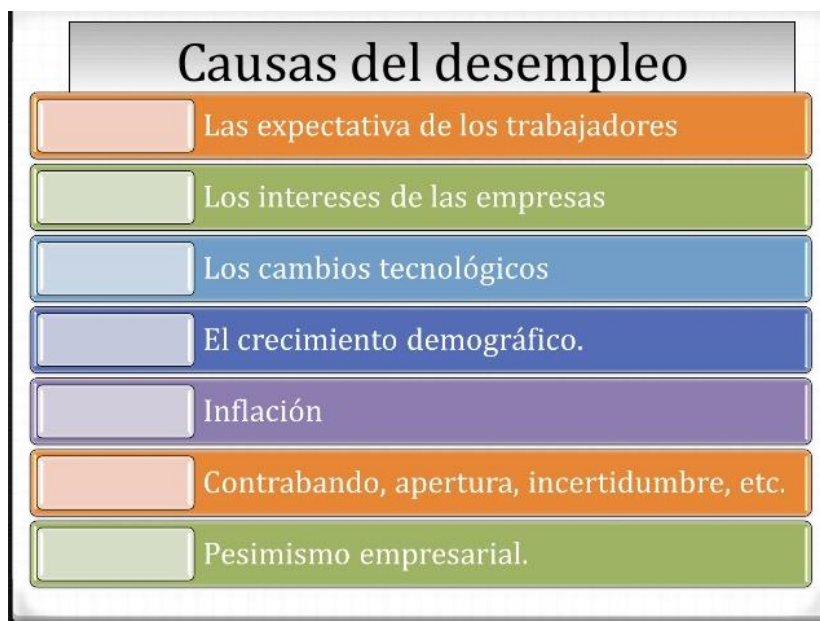 Causas del desempleo
Las expectativa de los trabajadores
Los intereses de las empresas
Los cambios tecnológicos
El crecimiento demográfico.
Inflación
Contrabando, apertura, incertidumbre, etc.
Pesimismo empresarial.